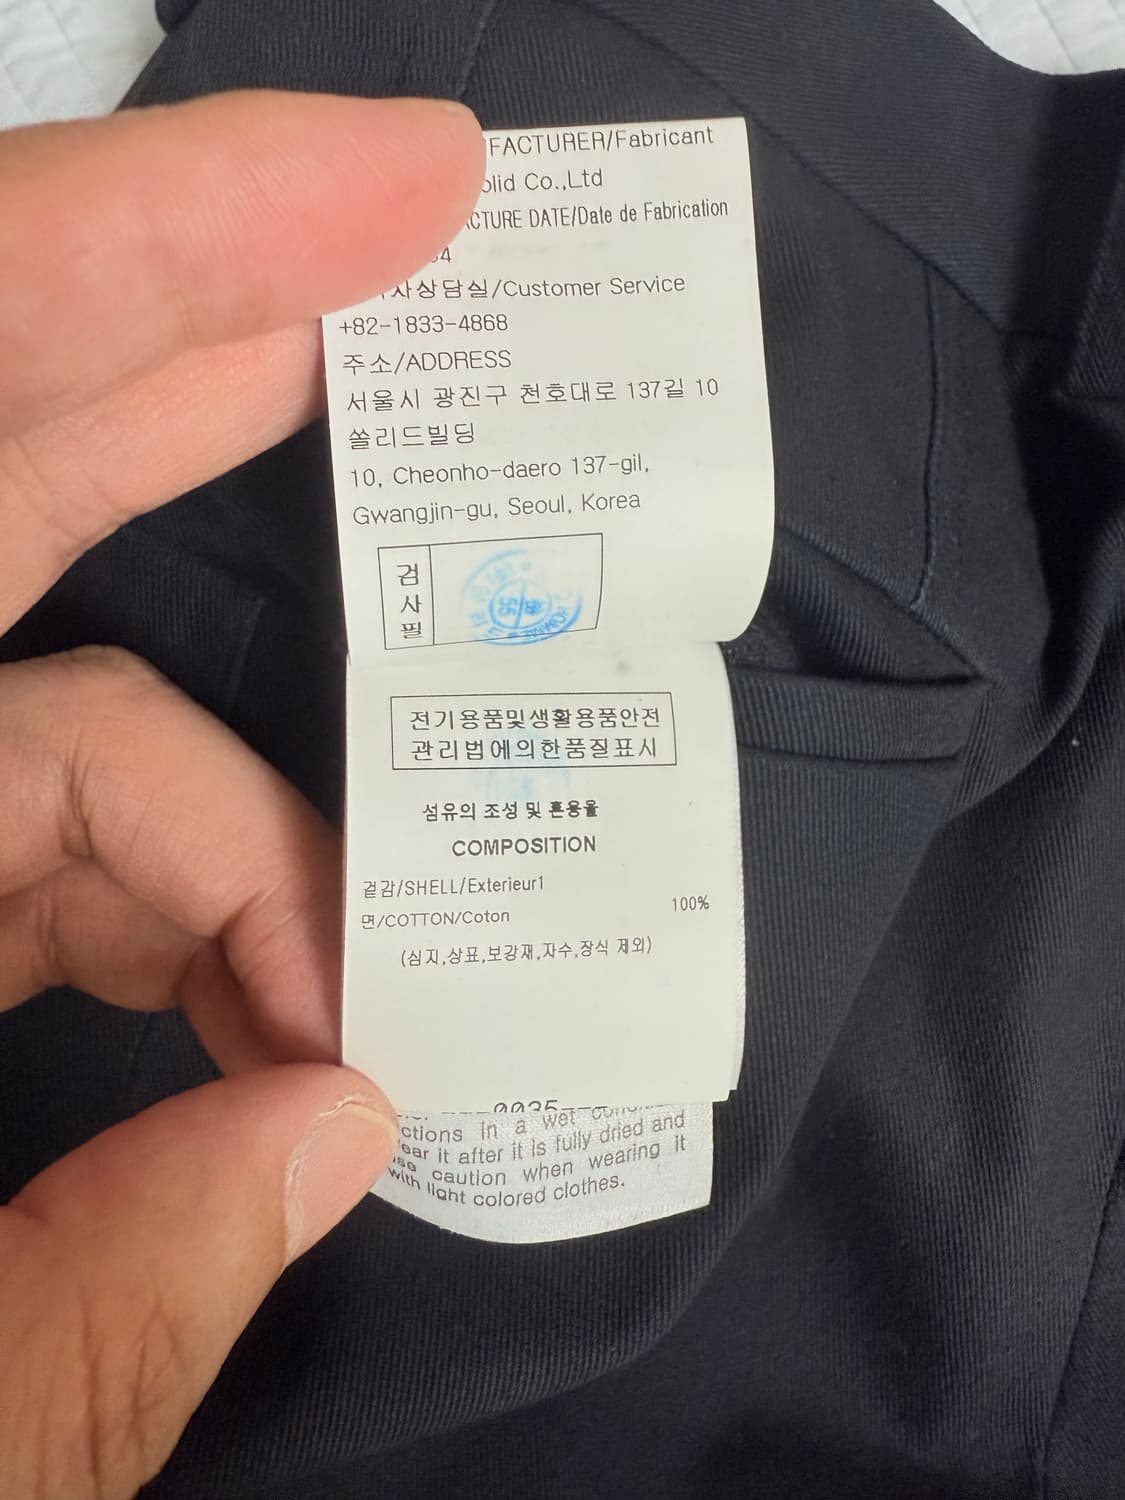 FACTURER/Fabricant
olid Co.,Ltd
CTURE DATE/Date de Fabrication
4
사상담실/Customer Service
+82-1833-4868
주소/ADDRESS
서울시 광진구 천호대로 137길 10
쏠리드빌딩
10, Cheonho-daero 137-gil,
Gwangjin-gu, Seoul, Korea
검사필
전기용품및생활용품안전
관리법에의한품질표시
섬유의 조성 및 혼용율
COMPOSITION
겉감/SHELL/Exterieur1
면/COTTON/Coton 100%
(심지,상표,보강재,자수,장식 제외)
ctions in a wet
ear it after it is fully dried and
caution when wearing it
with light colored clothes.